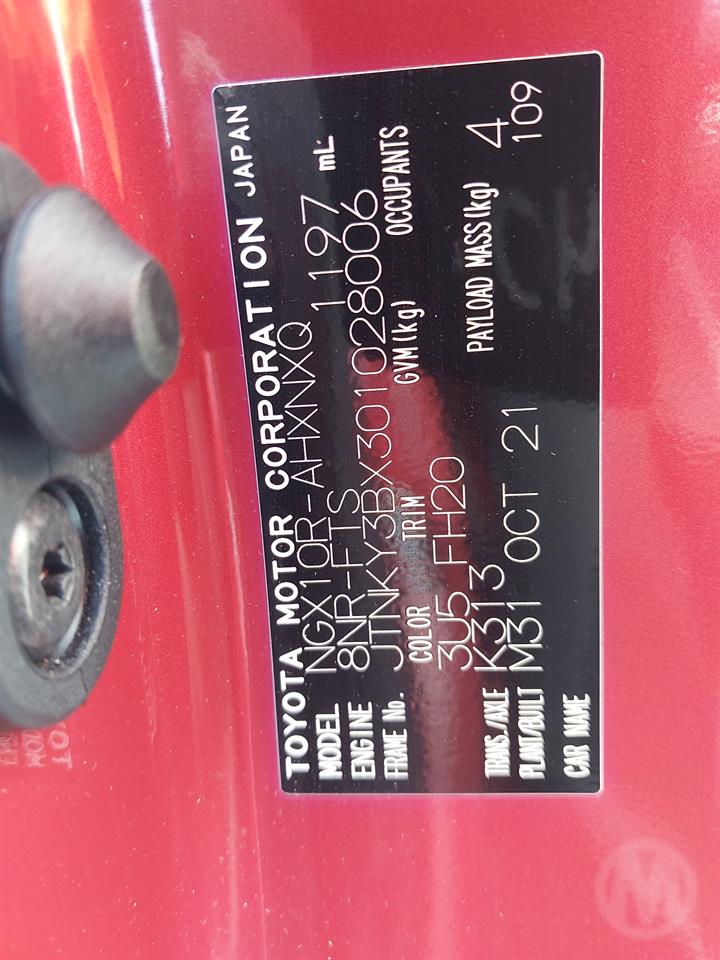 TOYOTA MOTOR CORPORATION JAPAN
MODEL NGX10R-AHXNXQ
ENGINE 8NR-FTS 1197 mL
FRAME No. JTNKY3BX301028006
COLOR TRIM GVM(kg) OCCUPANTS
3U5 FH20 4
TRANS./AXLE K313 PAYLOAD MASS(kg) 109
PLANT/BUILT M31 OCT 21
CAR NAME
M